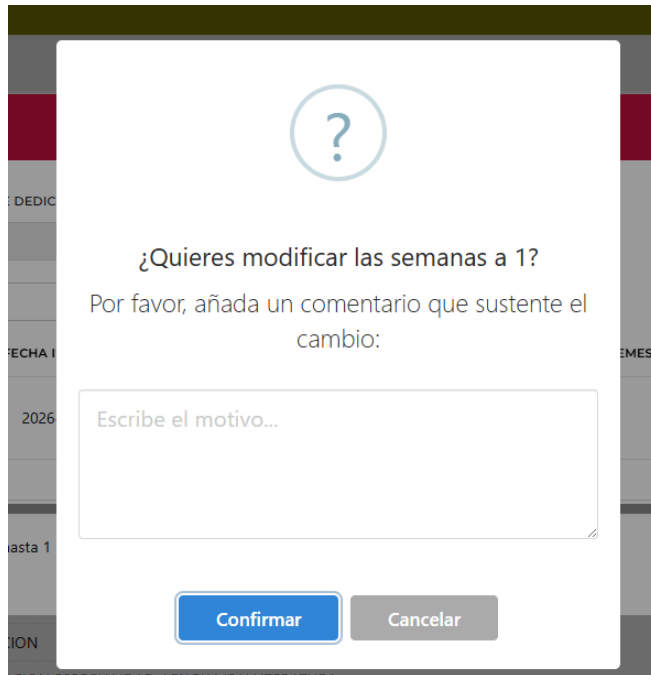 ?
DEDIC
¿Quieres modificar las semanas a 1?
Por favor, añada un comentario que sustente el
cambio:
FECHA I
EMES
Escribe el motivo...
2026-
hasta 1
Confirmar
Cancelar
ION